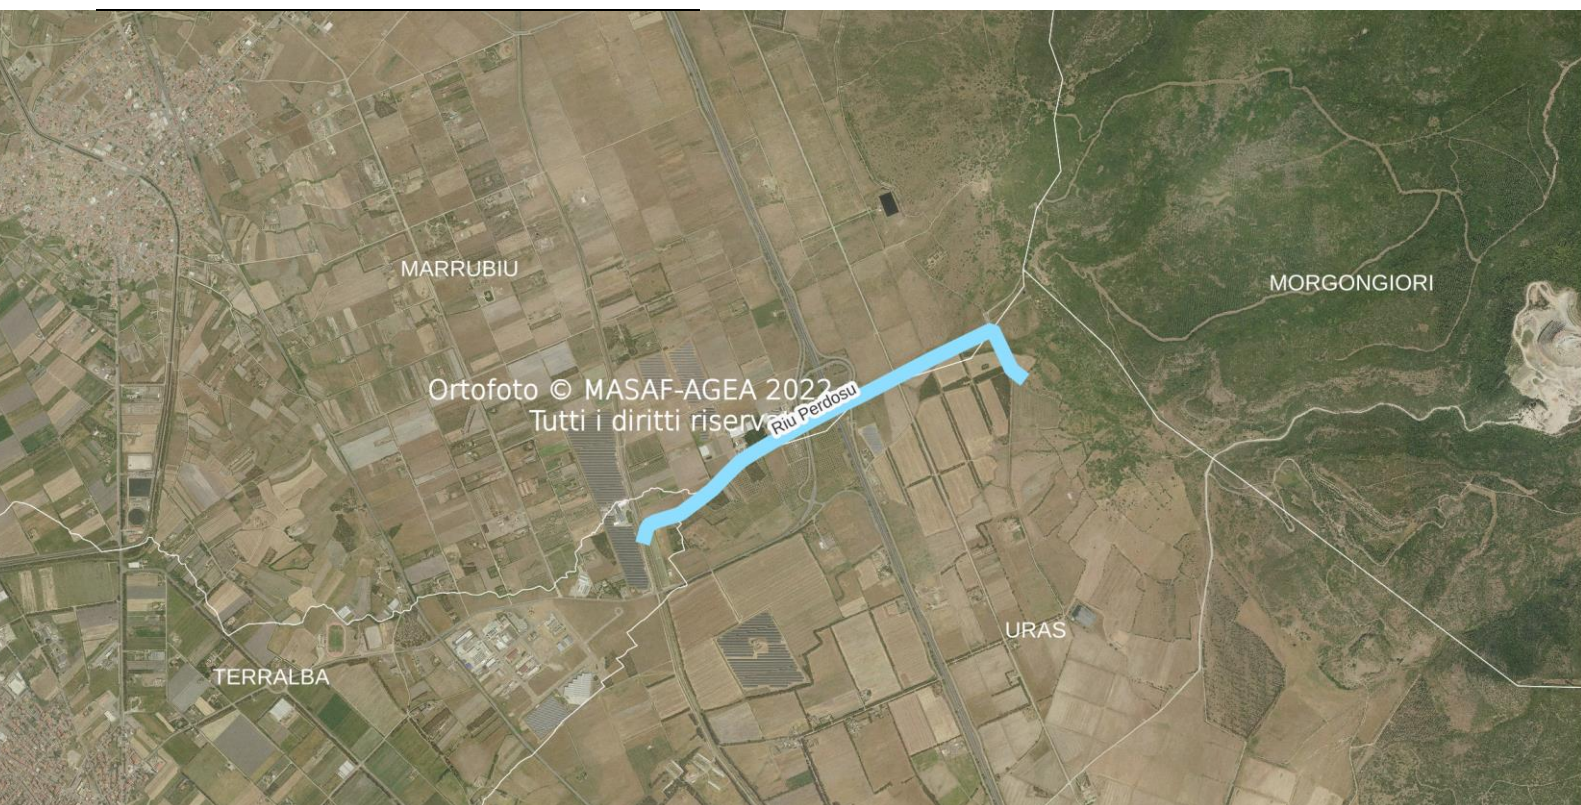 MARRUBIU
MORGONGIORI
Ortofoto © MASAF-AGEA 2022
Tutti i diritti riserv
Riu Perdosu
URAS
TERRALBA